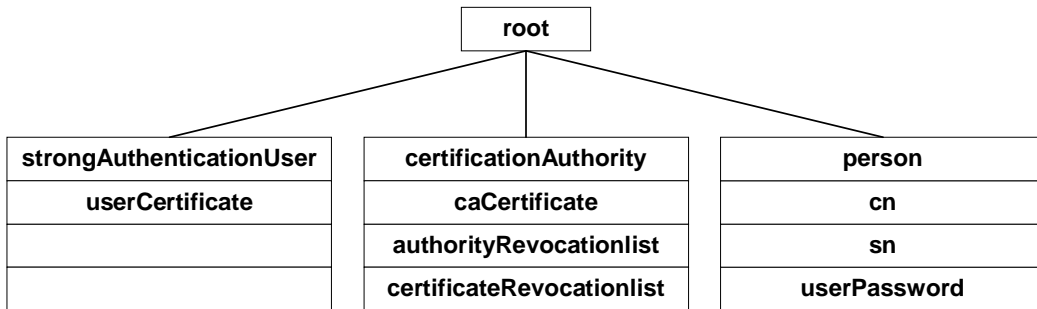 root
strongAuthenticationUser
userCertificate
certificationAuthority
caCertificate
authorityRevocationlist
certificateRevocationlist
person
cn
sn
userPassword